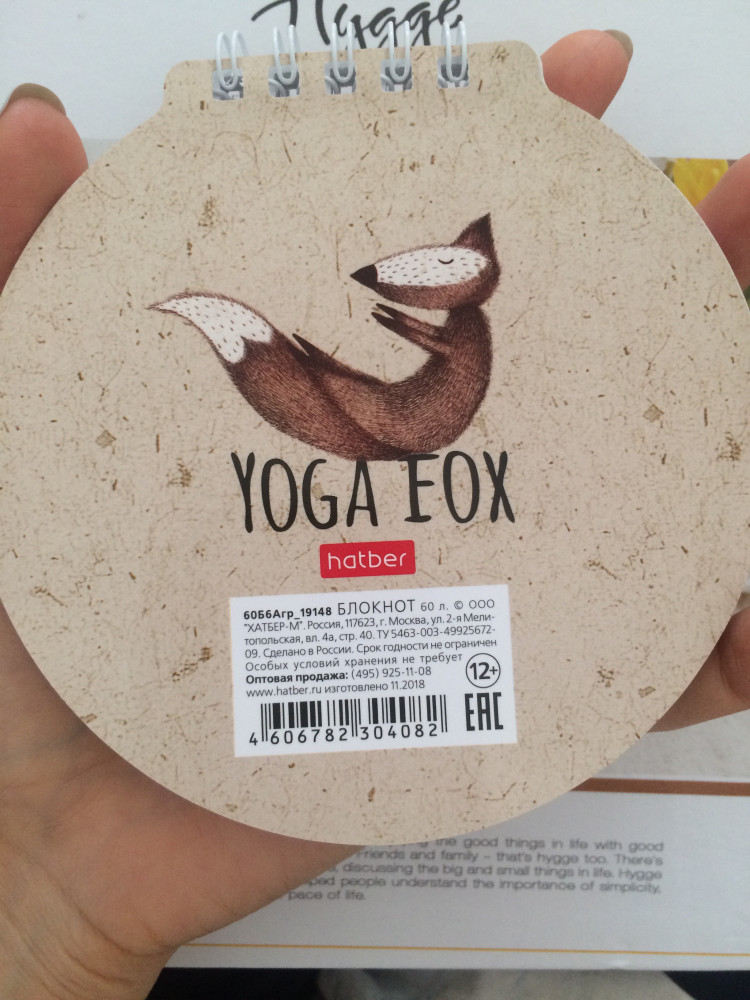 Hygge
YOGA FOX
hatber
60Б6Агр_19148 БЛОКНОТ 60 л. © ООО
"ХАТБЕР-М". Россия, 117623, г. Москва, ул. 2-я Мели-
топольская, вл. 4а, стр. 40. ТУ 5463-003-49925672-
09. Сделано в России. Срок годности не ограничен
Особых условий хранения не требует
Оптовая продажа: (495) 925-11-08
www.hatber.ru изготовлено 11.2018
12+
EAC
4 606782 304082
the good things in life with good
friends and family – that's hygge too. There's
discussing the big and small things in life. Hygge
people understand the importance of simplicity,
pace of life.